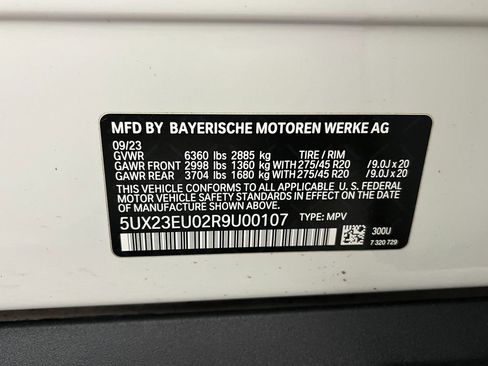 MFD BY BAYERISCHE MOTOREN WERKE AG
09/23
GVWR 6360 lbs 2885 kg TIRE / RIM
GAWR FRONT 2998 lbs 1360 kg WITH 275/45 R20 / 9.0J x 20
GAWR REAR 3704 lbs 1680 kg WITH 275/45 R20 / 9.0J x 20
THIS VEHICLE CONFORMS TO ALL APPLICABLE U. S. FEDERAL
MOTOR VEHICLE SAFETY STANDARDS IN EFFECT ON THE DATE
OF MANUFACTURE SHOWN ABOVE.
5UX23EU02R9U00107 TYPE: MPV
300U
7 320 729